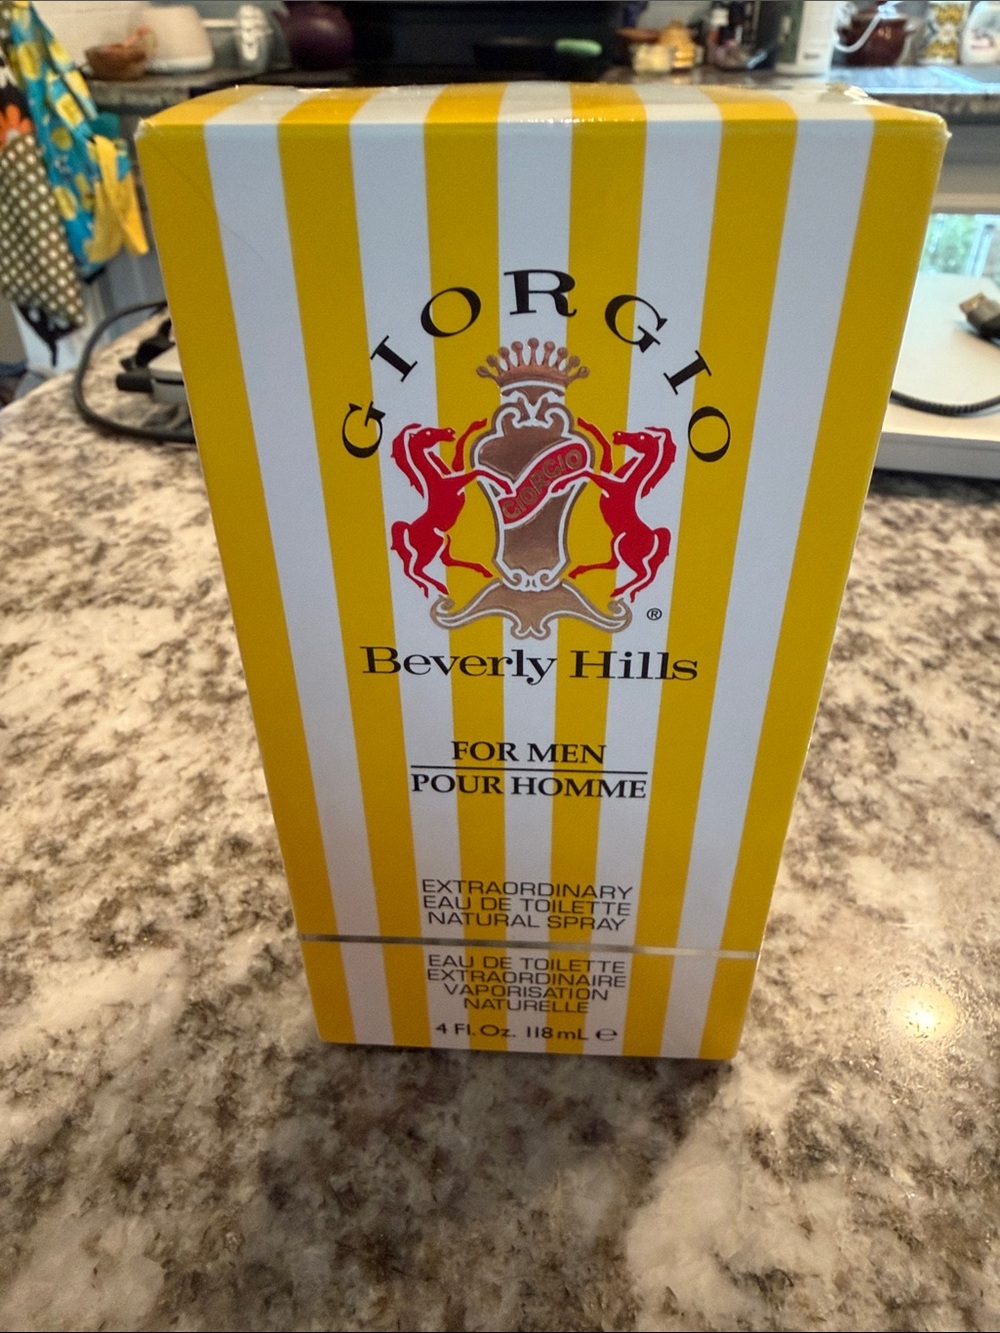 GIORGIO
GIORGIO
®
Beverly Hills
FOR MEN
POUR HOMME
EXTRAORDINARY
EAU DE TOILETTE
NATURAL SPRAY
EAU DE TOILETTE
EXTRAORDINAIRE
VAPORISATION
NATURELLE
4 Fl. Oz. 118 mL ℮